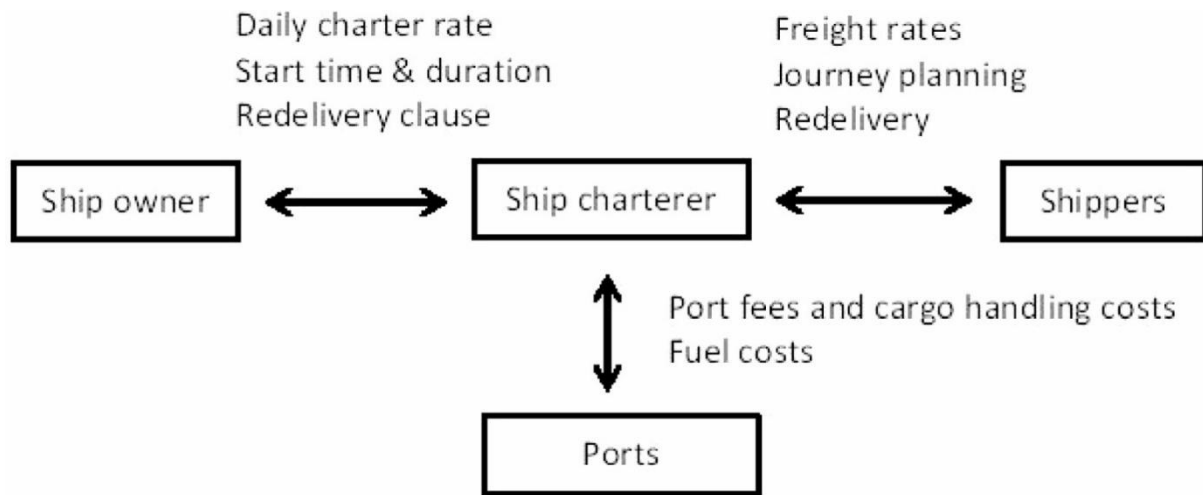 Daily charter rate
Start time & duration
Redelivery clause
Freight rates
Journey planning
Redelivery
Ship owner
Ship charterer
Shippers
Port fees and cargo handling costs
Fuel costs
Ports